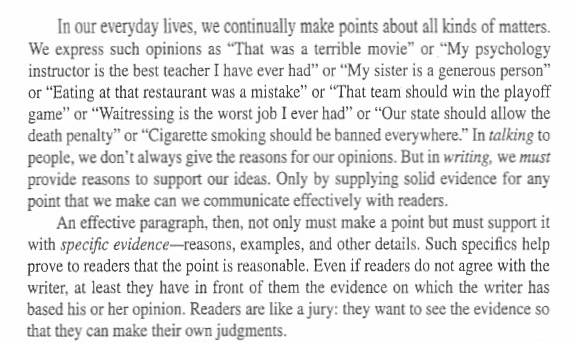 In our everyday lives, we continually make points about all kinds of matters.
We express such opinions as “That was a terrible movie” or “My psychology
instructor is the best teacher I have ever had” or “My sister is a generous person”
or “Eating at that restaurant was a mistake” or “That team should win the playoff
game” or “Waitressing is the worst job I ever had” or “Our state should allow the
death penalty” or “Cigarette smoking should be banned everywhere.” In talking to
people, we don’t always give the reasons for our opinions. But in writing, we must
provide reasons to support our ideas. Only by supplying solid evidence for any
point that we make can we communicate effectively with readers.
An effective paragraph, then, not only must make a point but must support it
with specific evidence—reasons, examples, and other details. Such specifics help
prove to readers that the point is reasonable. Even if readers do not agree with the
writer, at least they have in front of them the evidence on which the writer has
based his or her opinion. Readers are like a jury: they want to see the evidence so
that they can make their own judgments.